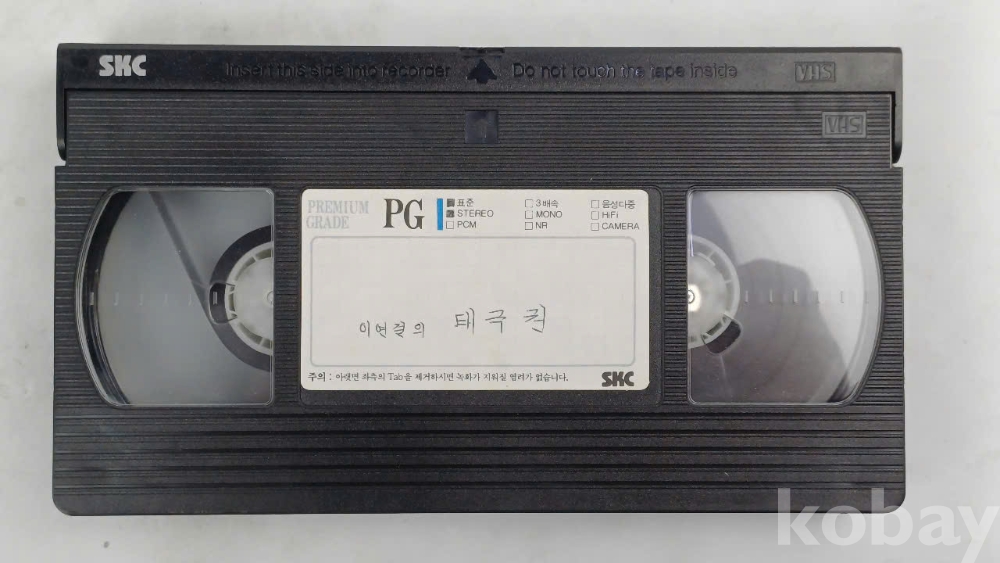 SKC Insert this side into recorder Do not touch the tape inside VHS
VHS
PREMIUM GRADE PG
표준 3배속 음성다중
STEREO MONO HiFi
PCM NR CAMERA
이연걸의 태극권
주의 : 아랫면 좌측의 Tab을 제거하시면 녹화가 지워질 염려가 없습니다.
SKC
kobay